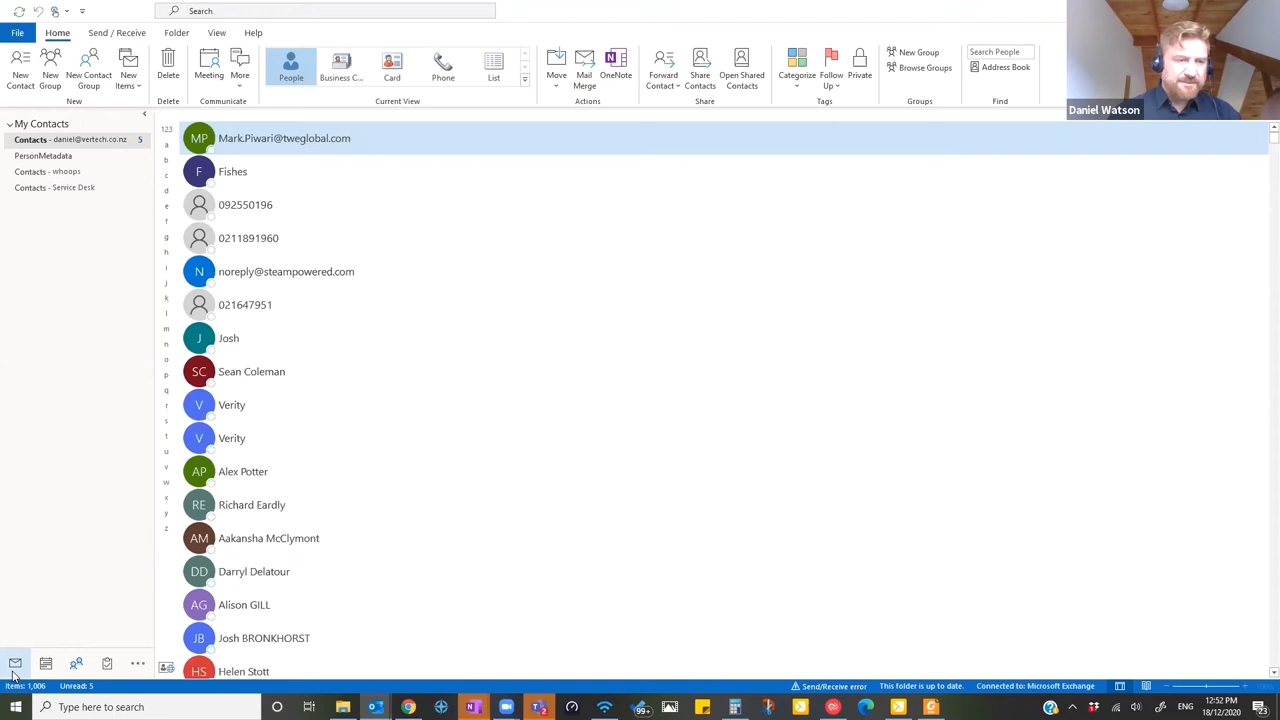 Search
File Home Send / Receive Folder View Help
New Contact
New Group
New Contact Group
New Items
Delete
Meeting
More
People
Business C...
Card
Phone
List
Move
Mail Merge
OneNote
Forward Contact
Share Contacts
Open Shared Contacts
Categorize
Follow Up
Private
New Group
Browse Groups
Search People
Address Book
New Delete Communicate Current View Actions Share Tags Groups Find
Daniel Watson
My Contacts
Contacts - daniel@vertech.co.nz 5
PersonMetadata
Contacts - whoops
Contacts - Service Desk
123
a
b
c
d
e
f
g
h
i
j
k
l
m
n
o
p
q
r
s
t
u
v
w
x
y
z
MP Mark.Piwari@tweglobal.com
F Fishes
092550196
0211891960
N noreply@steampowered.com
021647951
J Josh
SC Sean Coleman
V Verity
V Verity
AP Alex Potter
RE Richard Eardly
AM Aakansha McClymont
DD Darryl Delatour
AG Alison GILL
JB Josh BRONKHORST
HS Helen Stott
Items: 1,006 Unread: 5 Send/Receive error This folder is up to date. Connected to: Microsoft Exchange
Type here to search
99+
ENG
12:52 PM
18/12/2020
23